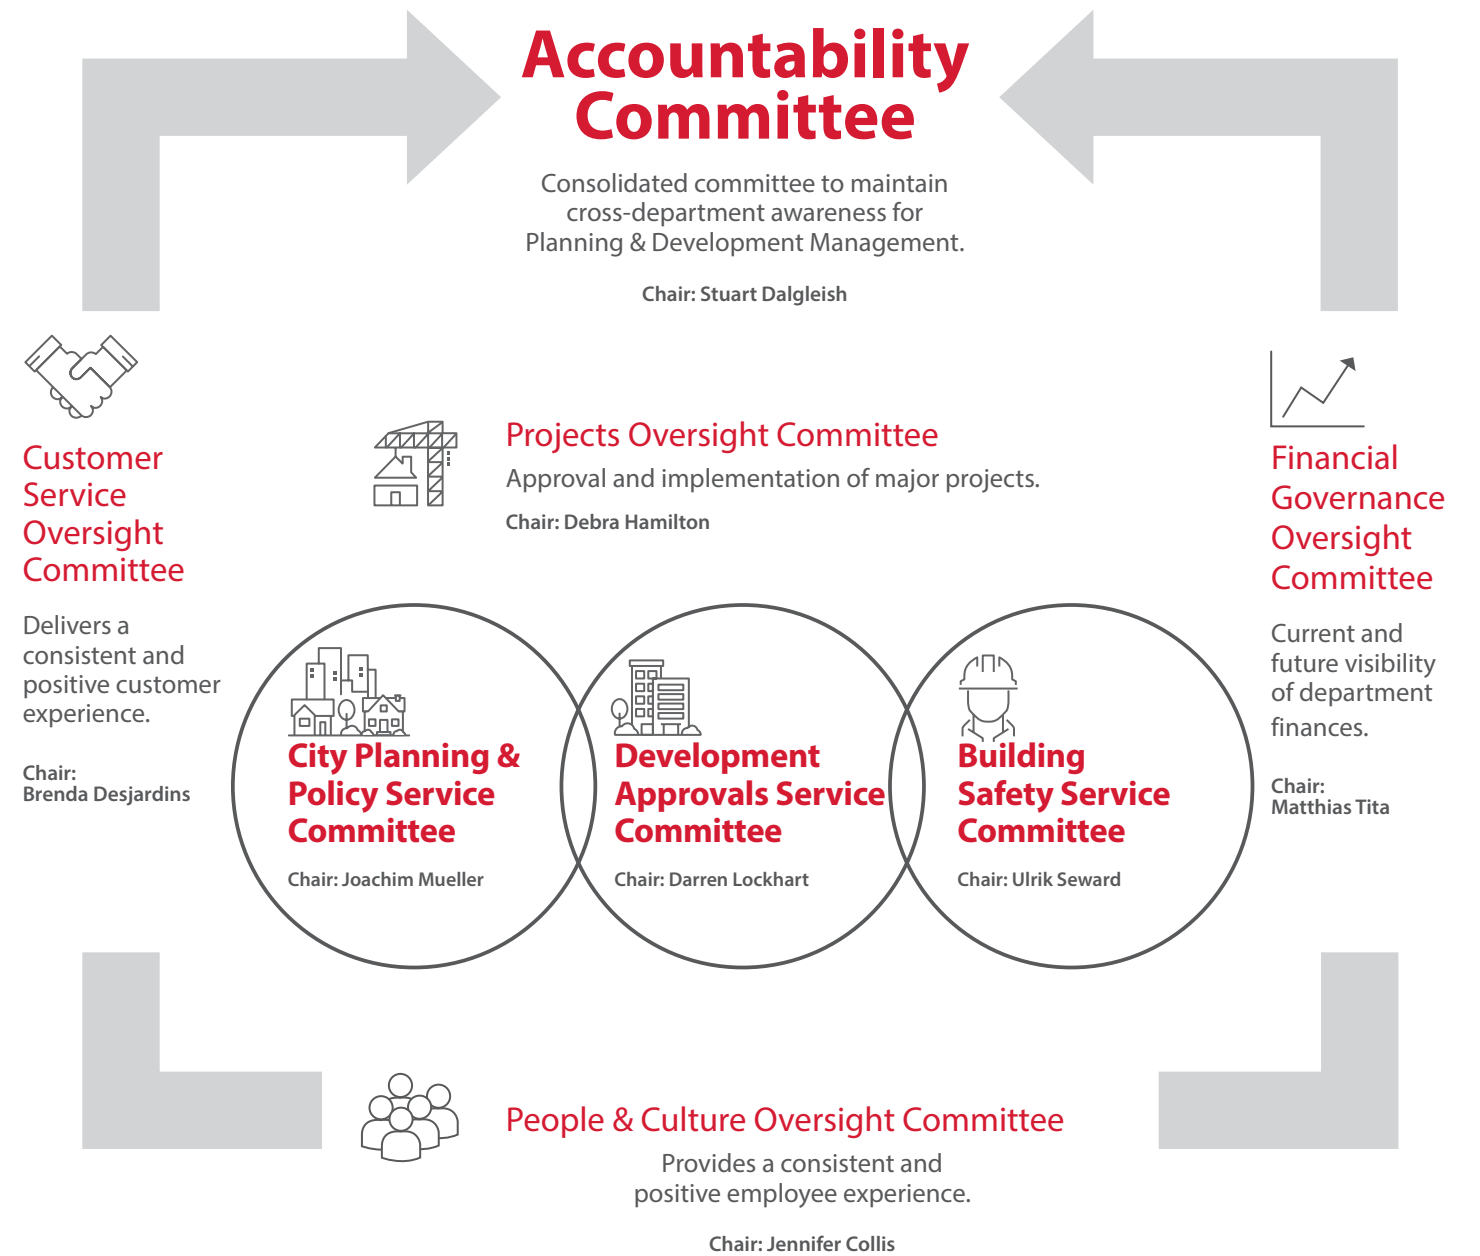 Accountability
Committee
Consolidated committee to maintain
cross-department awareness for
Planning & Development Management.
Chair: Stuart Dalgleish
Customer
Service
Oversight
Committee
Delivers a
consistent and
positive customer
experience.
Chair:
Brenda Desjardins
Projects Oversight Committee
Approval and implementation of major projects.
Chair: Debra Hamilton
Financial
Governance
Oversight
Committee
Current and
future visibility
of department
finances.
Chair:
Matthias Tita
City Planning &
Policy Service
Committee
Chair: Joachim Mueller
Development
Approvals Service
Committee
Chair: Darren Lockhart
Building
Safety Service
Committee
Chair: Ulrik Seward
People & Culture Oversight Committee
Provides a consistent and
positive employee experience.
Chair: Jennifer Collis